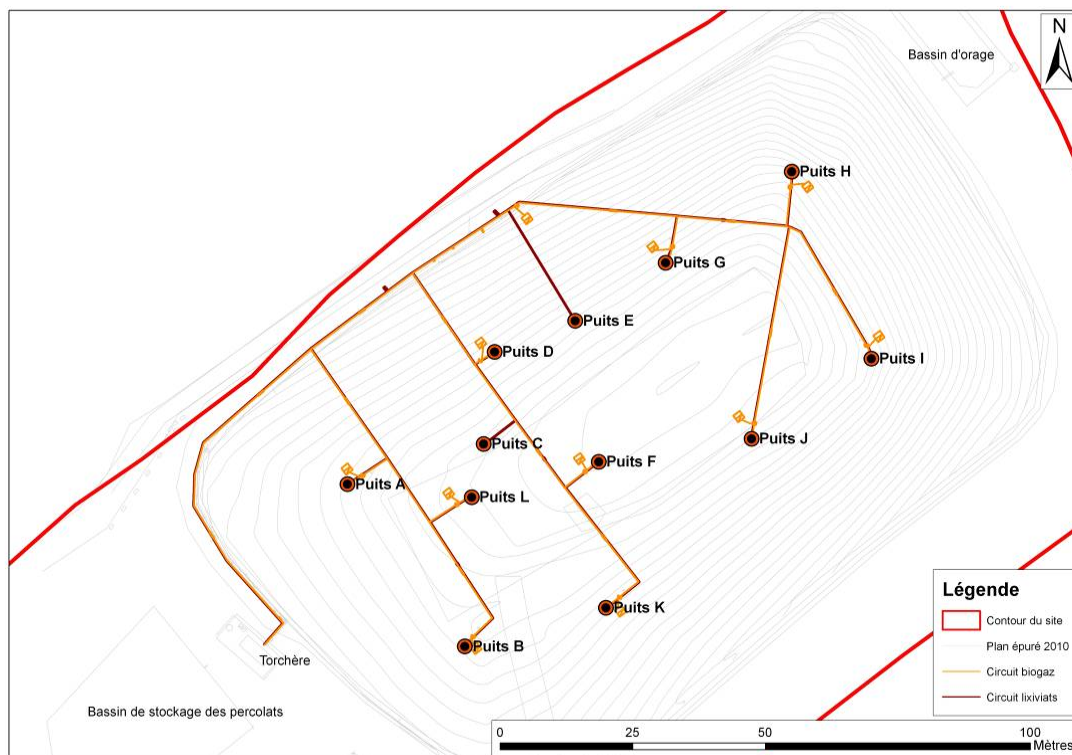 Bassin d'orage
N
Puits H
Puits G
Puits E
Puits D
Puits I
Puits J
Puits C
Puits F
Puits A
Puits L
Puits K
Puits B
Torchère
Bassin de stockage des percolats
Légende
Contour du site
Plan épuré 2010
Circuit biogaz
Circuit lixiviats
0 25 50 100
Mètres